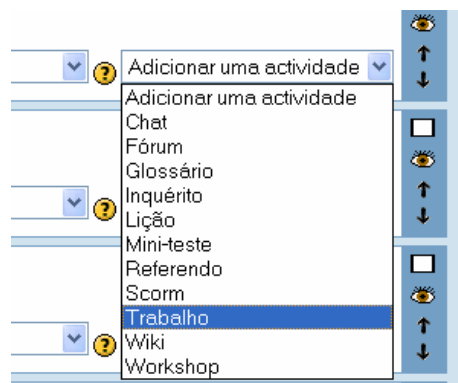 Adicionar uma actividade
Adicionar uma actividade
Chat
Fórum
Glossário
Inquérito
Lição
Mini-teste
Referendo
Scorm
Trabalho
Wiki
Workshop